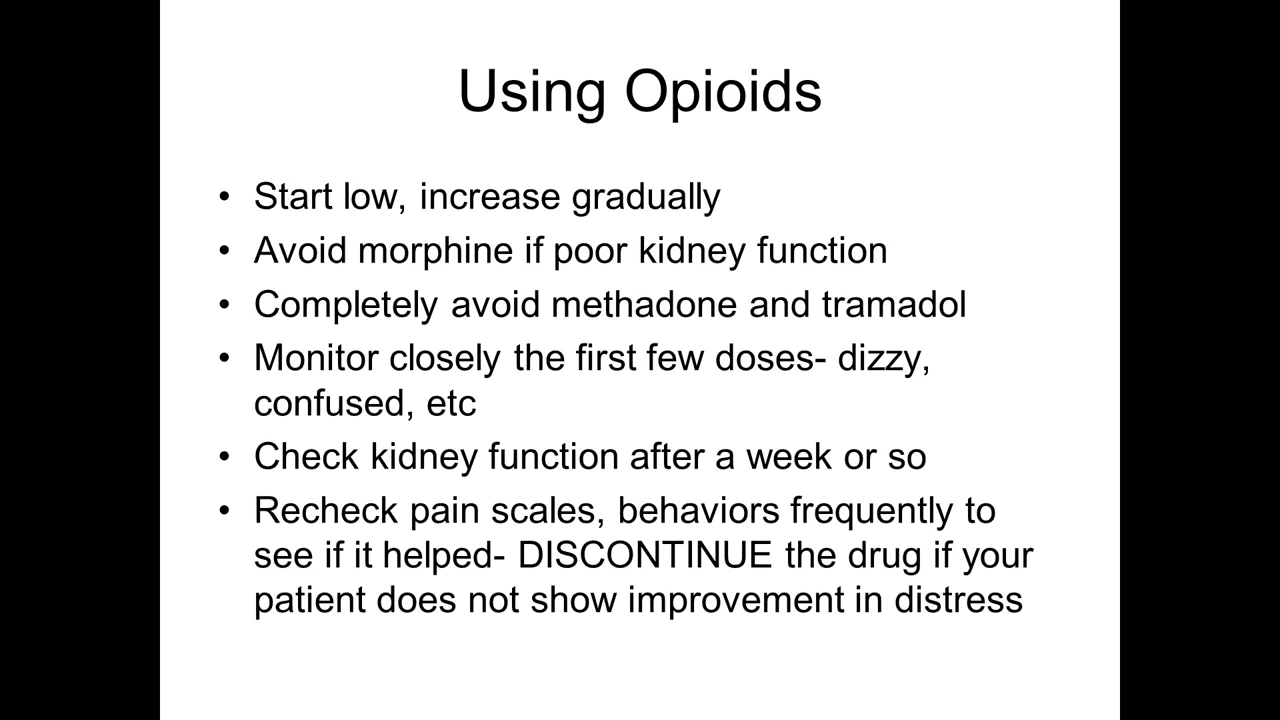 Using Opioids
• Start low, increase gradually
• Avoid morphine if poor kidney function
• Completely avoid methadone and tramadol
• Monitor closely the first few doses- dizzy,
confused, etc
• Check kidney function after a week or so
• Recheck pain scales, behaviors frequently to
see if it helped- DISCONTINUE the drug if your
patient does not show improvement in distress